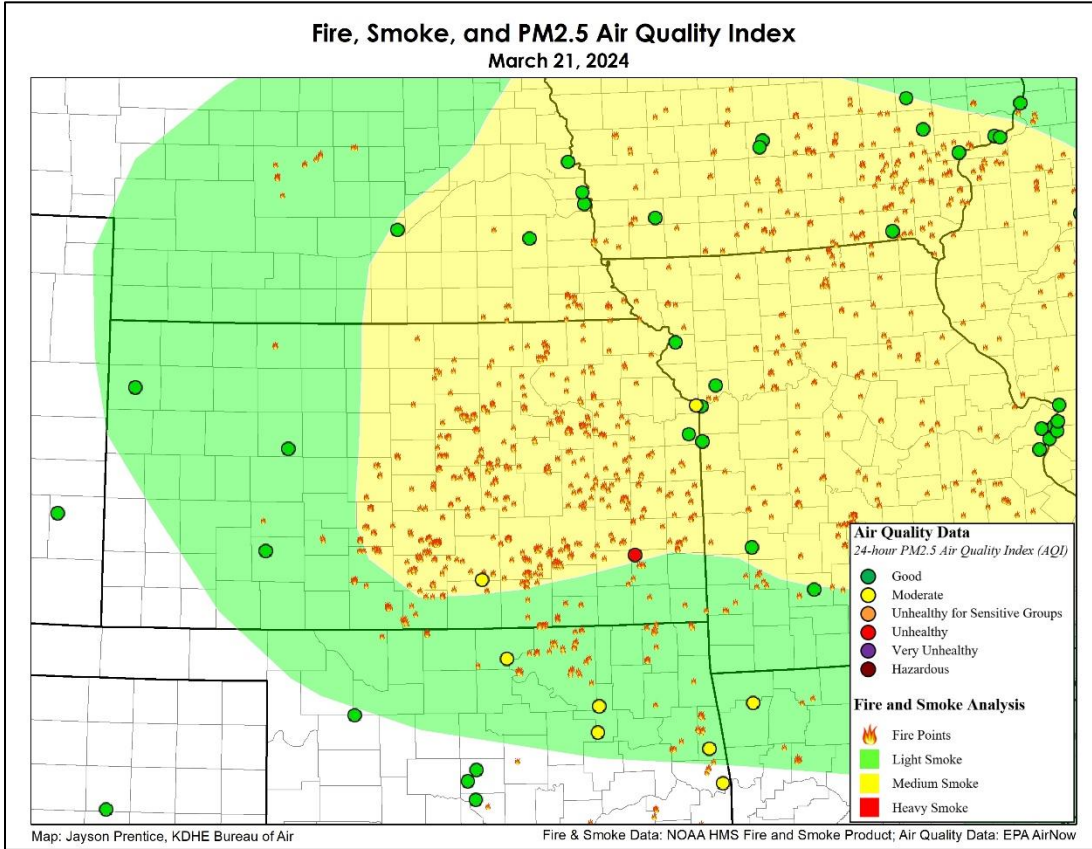 Fire, Smoke, and PM2.5 Air Quality Index
March 21, 2024
Air Quality Data
24-hour PM2.5 Air Quality Index (AQI)
Good
Moderate
Unhealthy for Sensitive Groups
Unhealthy
Very Unhealthy
Hazardous
Fire and Smoke Analysis
Fire Points
Light Smoke
Medium Smoke
Heavy Smoke
Map: Jayson Prentice, KDHE Bureau of Air
Fire & Smoke Data: NOAA HMS Fire and Smoke Product; Air Quality Data: EPA AirNow